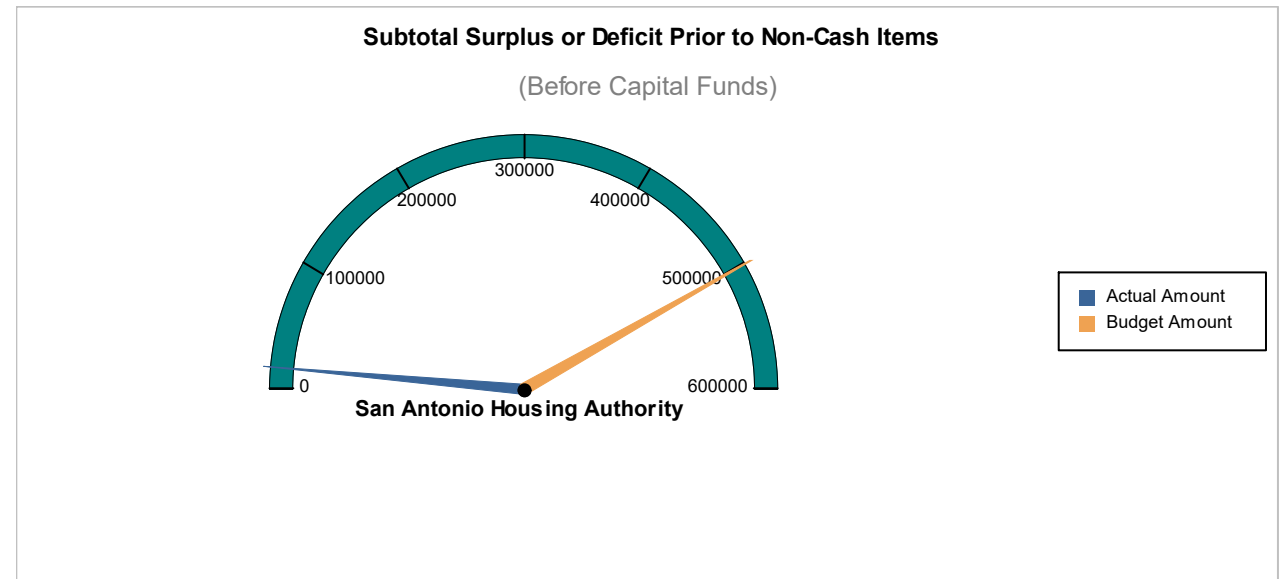 Subtotal Surplus or Deficit Prior to Non-Cash Items
(Before Capital Funds)
300000
200000
400000
100000
500000
Actual Amount
Budget Amount
0
600000
San Antonio Housing Authority